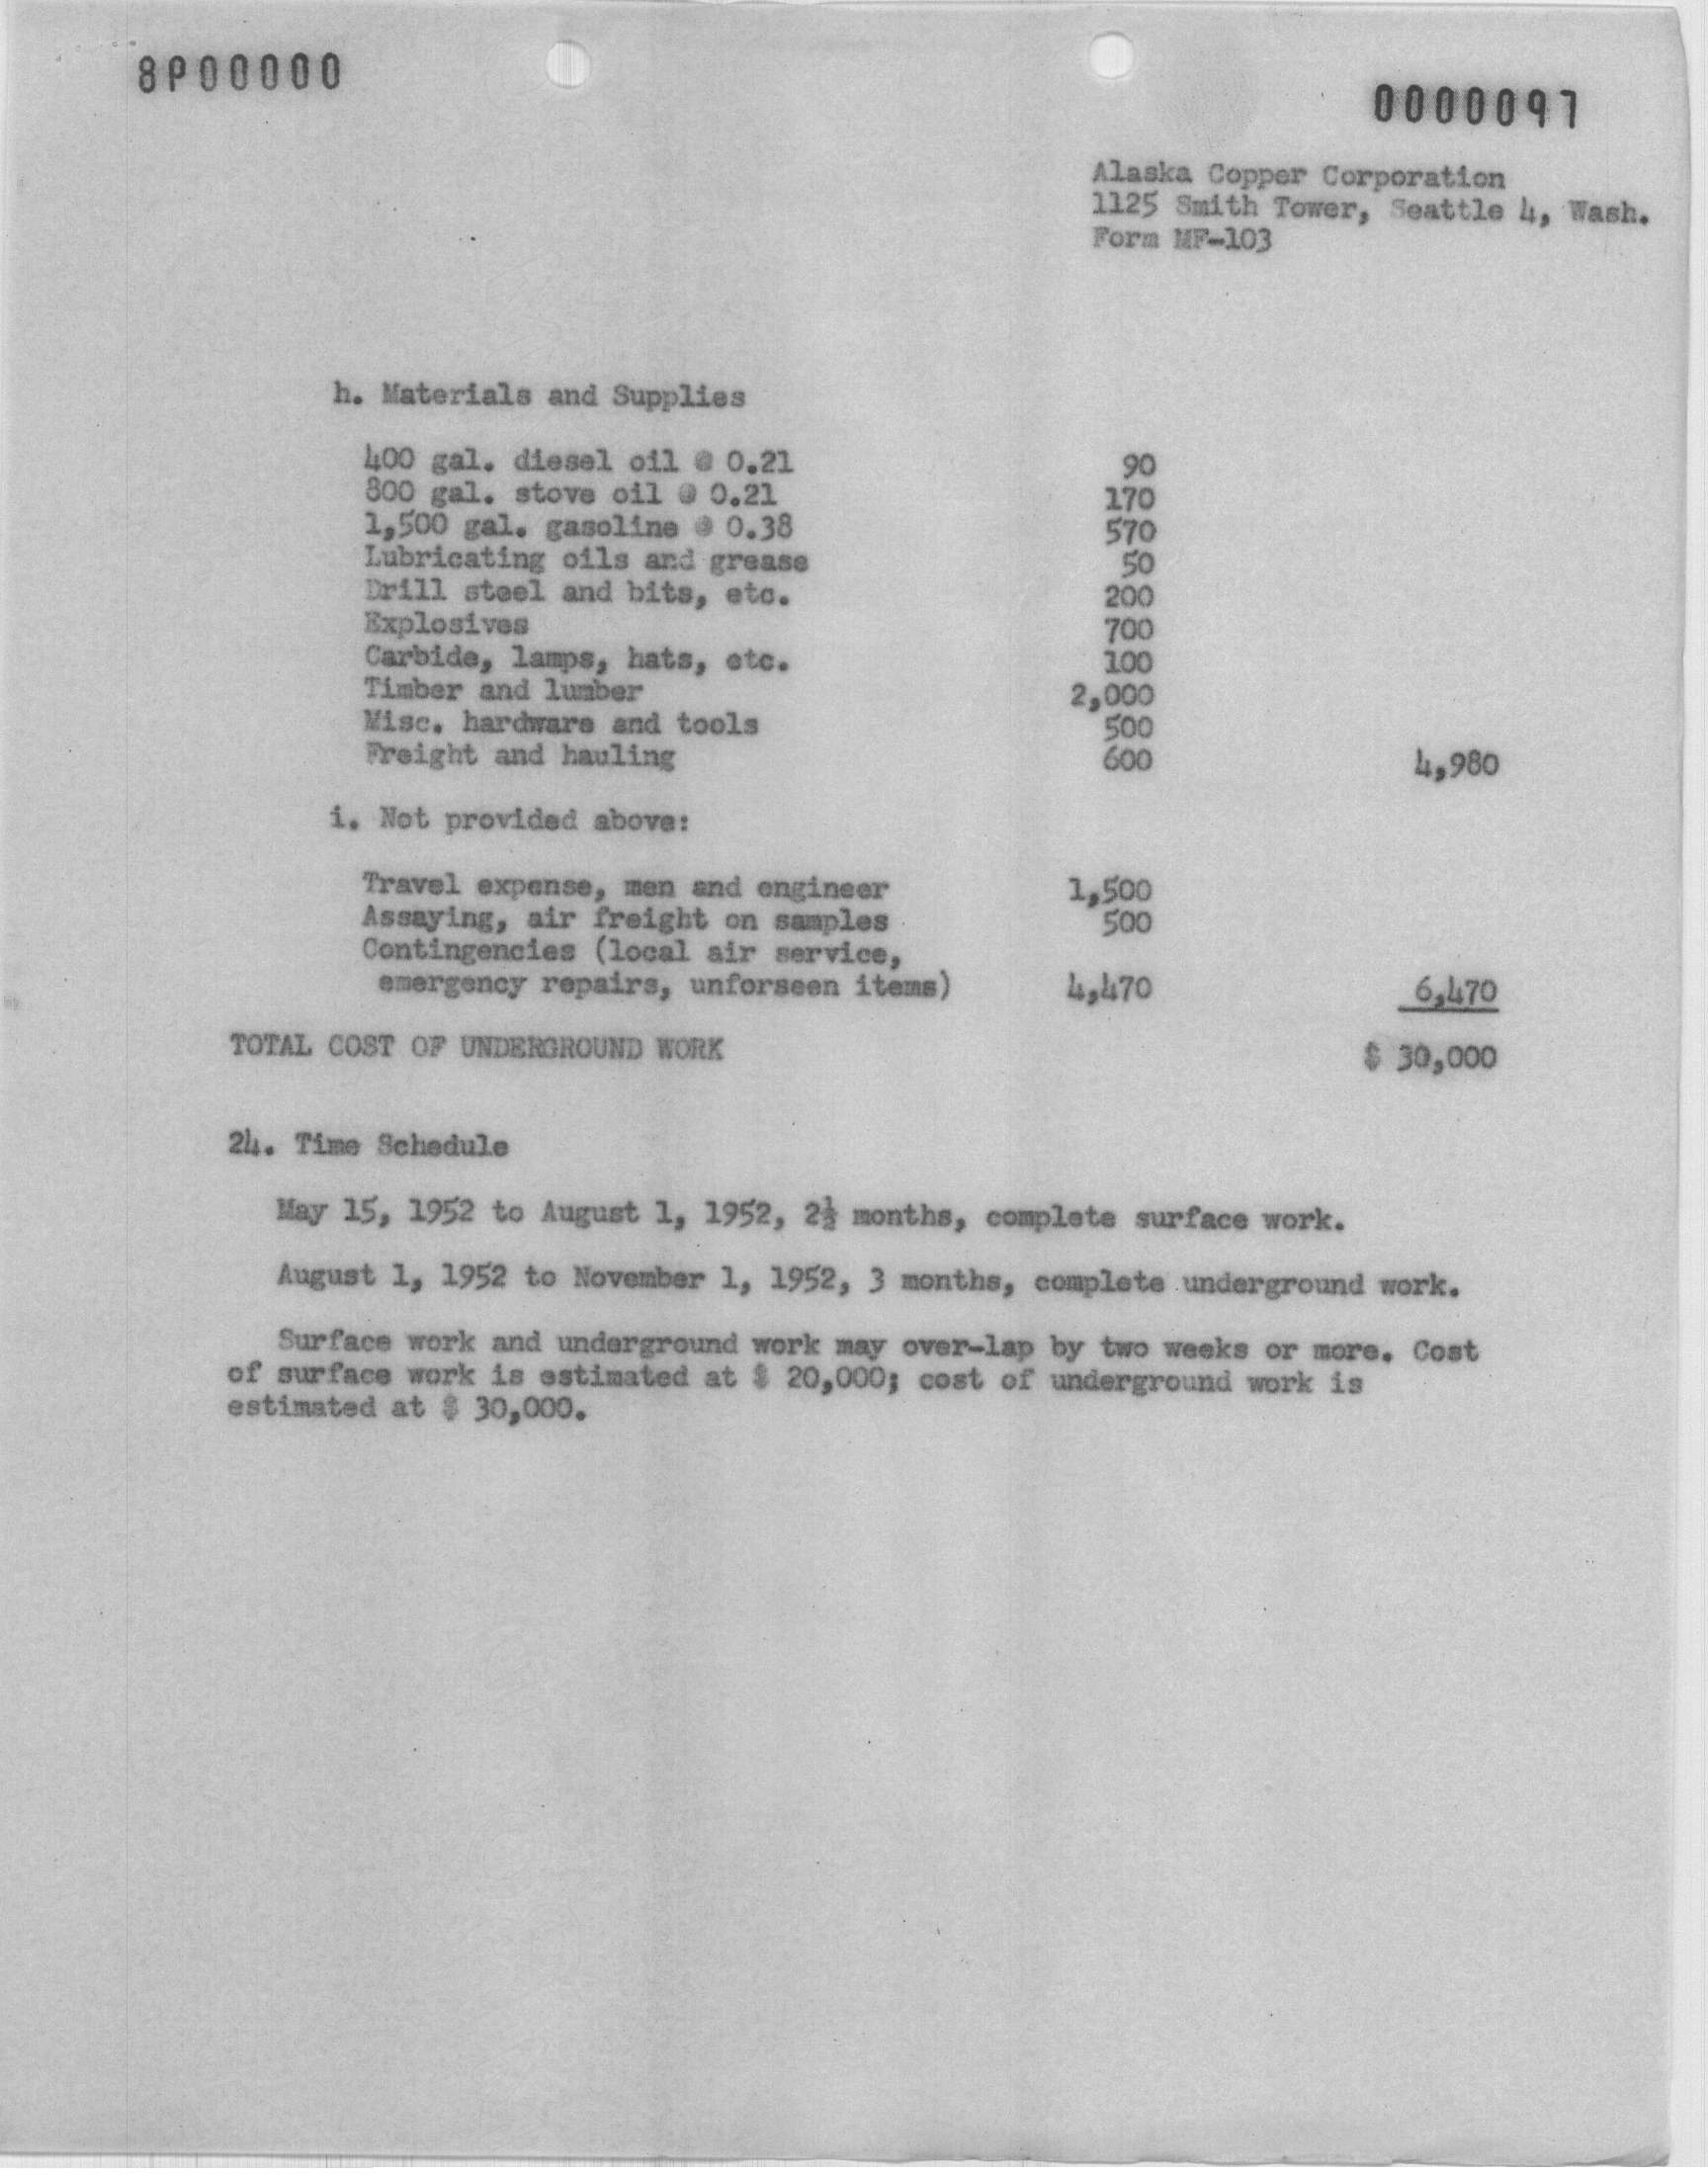 8P00000
0000097
Alaska Copper Corporation
1125 Smith Tower, Seattle 4, Wash.
Form MF-103
h. Materials and Supplies
400 gal. diesel oil @ 0.21 90
800 gal. stove oil @ 0.21 170
1,500 gal. gasoline @ 0.38 570
Lubricating oils and grease 50
Drill steel and bits, etc. 200
Explosives 700
Carbide, lamps, hats, etc. 100
Timber and lumber 2,000
Misc. hardware and tools 500
Freight and hauling 600 4,980
i. Not provided above:
Travel expense, men and engineer 1,500
Assaying, air freight on samples 500
Contingencies (local air service,
emergency repairs, unforseen items) 4,470 6,470
TOTAL COST OF UNDERGROUND WORK $ 30,000
24. Time Schedule
May 15, 1952 to August 1, 1952, 2½ months, complete surface work.
August 1, 1952 to November 1, 1952, 3 months, complete underground work.
Surface work and underground work may over-lap by two weeks or more. Cost
of surface work is estimated at $ 20,000; cost of underground work is
estimated at $ 30,000.